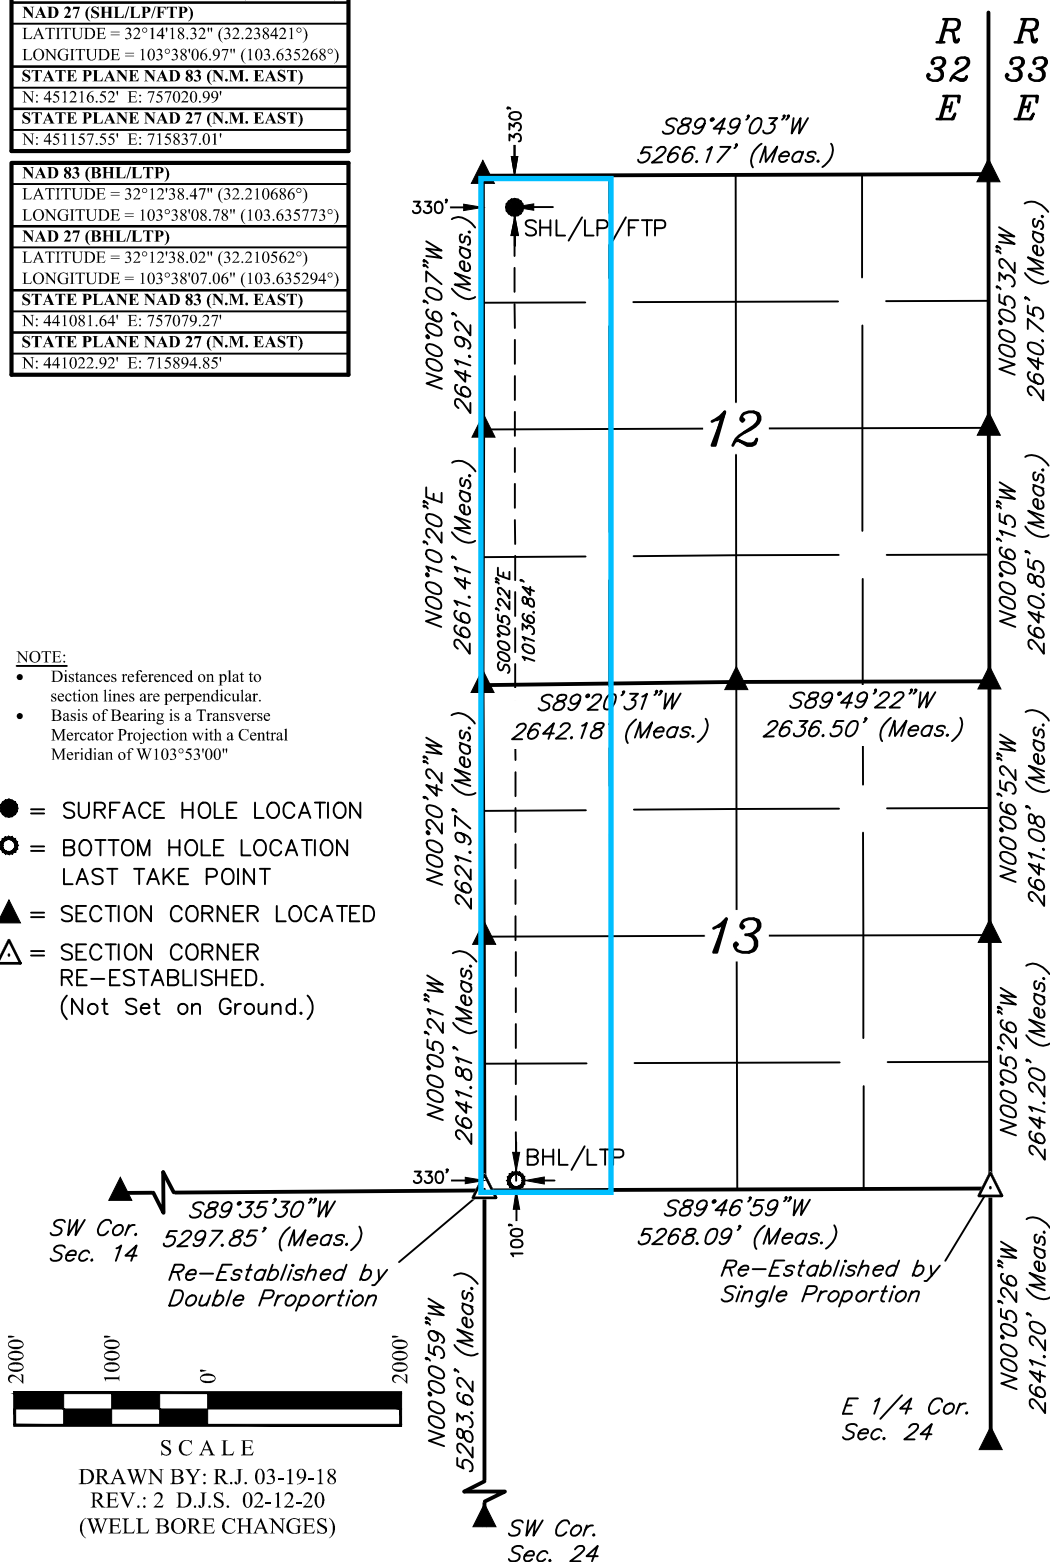 NAD 27 (SHL/LP/FTP)
LATITUDE = 32°14'18.32" (32.238421°)
LONGITUDE = 103°38'06.97" (103.635268°)
STATE PLANE NAD 83 (N.M. EAST)
N: 451216.52' E: 757020.99'
STATE PLANE NAD 27 (N.M. EAST)
N: 451157.55' E: 715837.01'
NAD 83 (BHL/LTP)
LATITUDE = 32°12'38.47" (32.210686°)
LONGITUDE = 103°38'08.78" (103.635773°)
NAD 27 (BHL/LTP)
LATITUDE = 32°12'38.02" (32.210562°)
LONGITUDE = 103°38'07.06" (103.635294°)
STATE PLANE NAD 83 (N.M. EAST)
N: 441081.64' E: 757079.27'
STATE PLANE NAD 27 (N.M. EAST)
N: 441022.92' E: 715894.85'
R R
32 33
E E
S89°49'03"W
5266.17' (Meas.)
330'
330'
SHL/LP/FTP
N00°06'07"W
2641.92' (Meas.)
N00°05'32"W
2640.75' (Meas.)
12
N00°10'20"E
2661.41' (Meas.)
S00°05'22"E
10136.84'
N00°06'15"W
2640.85' (Meas.)
S89°20'31"W
2642.18' (Meas.)
S89°49'22"W
2636.50' (Meas.)
NOTE:
• Distances referenced on plat to
section lines are perpendicular.
• Basis of Bearing is a Transverse
Mercator Projection with a Central
Meridian of W103°53'00"
= SURFACE HOLE LOCATION
= BOTTOM HOLE LOCATION
LAST TAKE POINT
= SECTION CORNER LOCATED
= SECTION CORNER
RE-ESTABLISHED.
(Not Set on Ground.)
N00°20'42"W
2621.97' (Meas.)
N00°06'52"W
2641.08' (Meas.)
13
N00°05'21"W
2641.81' (Meas.)
N00°05'26"W
2641.20' (Meas.)
330'
BHL/LTP
100'
SW Cor.
Sec. 14
S89°35'30"W
5297.85' (Meas.)
Re-Established by
Double Proportion
S89°46'59"W
5268.09' (Meas.)
Re-Established by
Single Proportion
N00°00'59"W
5283.62' (Meas.)
N00°05'26"W
2641.20' (Meas.)
E 1/4 Cor.
Sec. 24
SW Cor.
Sec. 24
2000' 1000' 0' 2000'
SCALE
DRAWN BY: R.J. 03-19-18
REV.: 2 D.J.S. 02-12-20
(WELL BORE CHANGES)